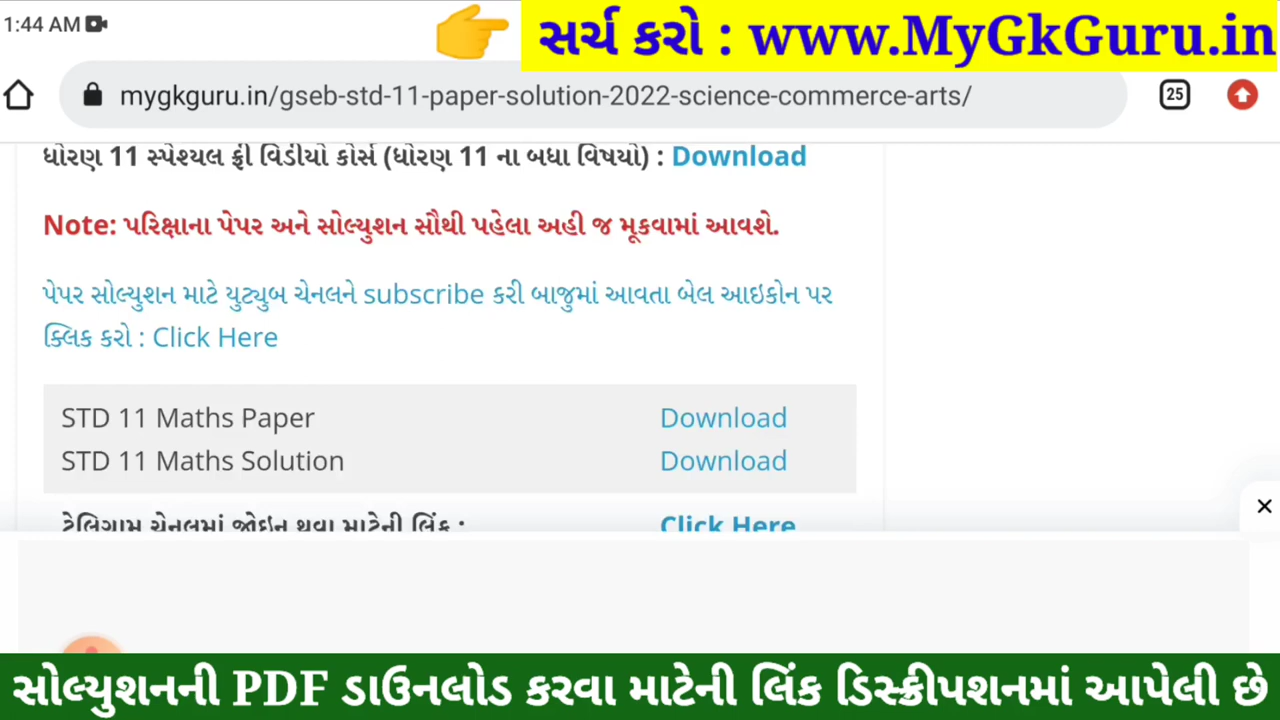 1:44 AM
સર્ચ કરો : www.MyGkGuru.in
mygkguru.in/gseb-std-11-paper-solution-2022-science-commerce-arts/
25
ધોરણ 11 સ્પેશ્યલ ફ્રી વિડીયો કોર્સ (ધોરણ 11 ના બધા વિષયો) : Download
Note: પરિક્ષાના પેપર અને સોલ્યુશન સૌથી પહેલા અહી જ મૂકવામાં આવશે.
પેપર સોલ્યુશન માટે યુટ્યુબ ચેનલને subscribe કરી બાજુમાં આવતા બેલ આઇકોન પર
ક્લિક કરો : Click Here
STD 11 Maths Paper Download
STD 11 Maths Solution Download
ટેલિગ્રામ ચેનલમાં જોઇન થવા માટેની લિંક : Click Here
સોલ્યુશનની PDF ડાઉનલોડ કરવા માટેની લિંક ડિસ્ક્રીપશનમાં આપેલી છે